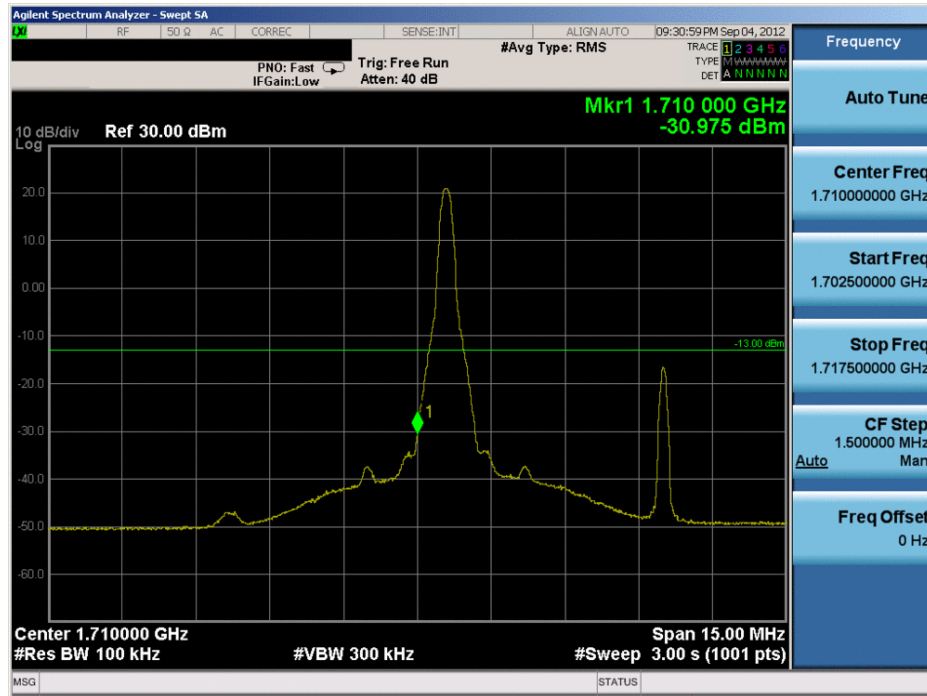 Agilent Spectrum Analyzer - Swept SA
LXI RF 50 Ω AC CORREC SENSE:INT ALIGN AUTO 09:30:59 PM Sep 04, 2012
#Avg Type: RMS TRACE 1 2 3 4 5 6
PNO: Fast Trig: Free Run TYPE M W W W W W
IFGain:Low Atten: 40 dB DET A N N N N N
Mkr1 1.710 000 GHz
-30.975 dBm
10 dB/div Ref 30.00 dBm
Log
20.0
10.0
0.00
-10.0
-13.00 dBm
-20.0
1
-30.0
-40.0
-50.0
-60.0
Center 1.710000 GHz Span 15.00 MHz
#Res BW 100 kHz #VBW 300 kHz #Sweep 3.00 s (1001 pts)
MSG STATUS
Frequency
Auto Tune
Center Freq
1.710000000 GHz
Start Freq
1.702500000 GHz
Stop Freq
1.717500000 GHz
CF Step
1.500000 MHz
Auto Man
Freq Offset
0 Hz